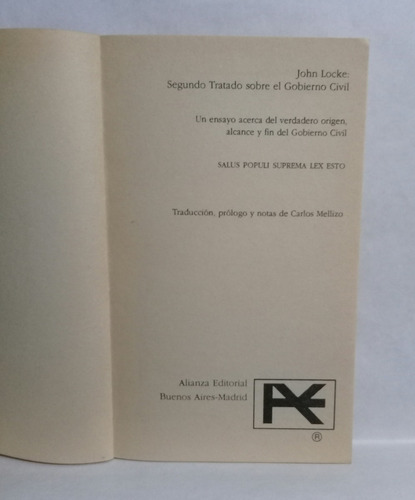 John Locke:
Segundo Tratado sobre el Gobierno Civil
Un ensayo acerca del verdadero origen,
alcance y fin del Gobierno Civil
SALUS POPULI SUPREMA LEX ESTO
Traducción, prólogo y notas de Carlos Mellizo
Alianza Editorial
Buenos Aires-Madrid
®